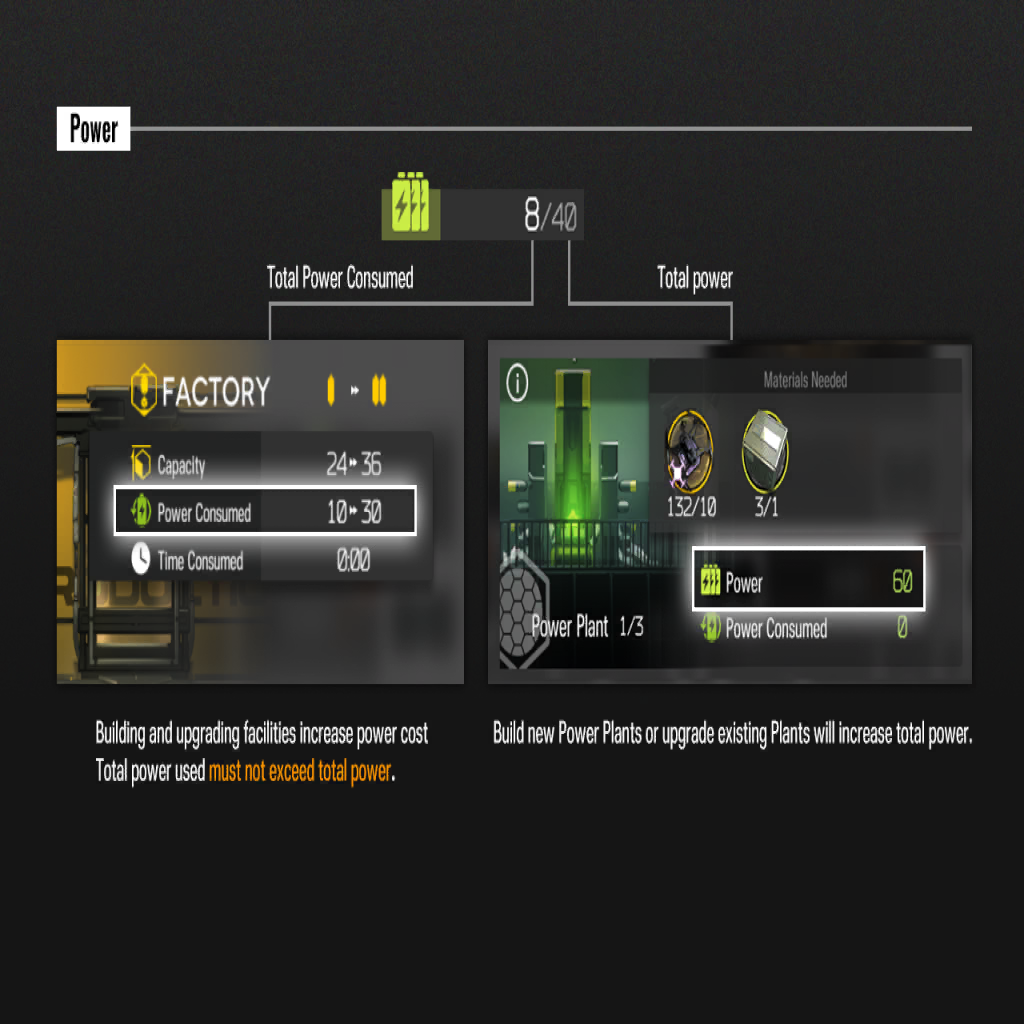 Power
8/40
Total Power Consumed
Total power
FACTORY
Capacity 24 36
Power Consumed 10 30
Time Consumed 0:00
Materials Needed
132/10 3/1
Power 60
Power Plant 1/3
Power Consumed 0
Building and upgrading facilities increase power cost
Total power used must not exceed total power.
Build new Power Plants or upgrade existing Plants will increase total power.